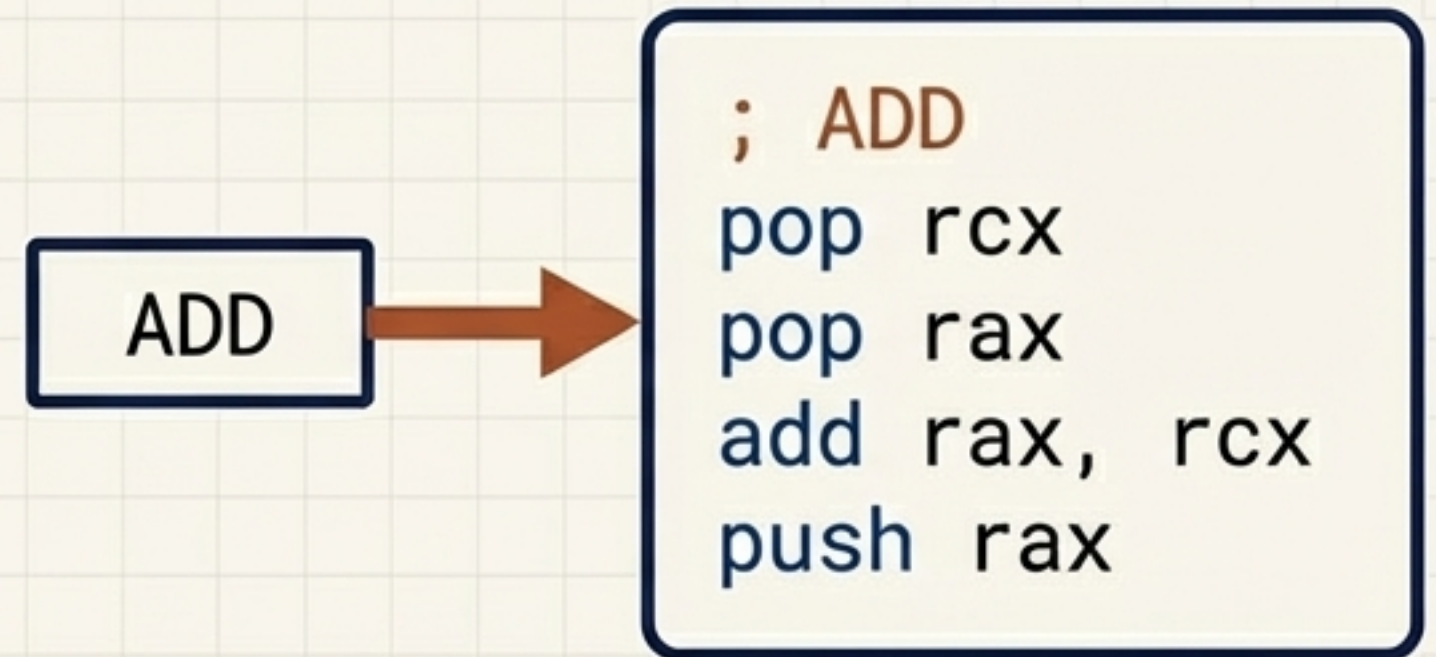 ADD
; ADD
pop rcx
pop rax
add rax, rcx
push rax